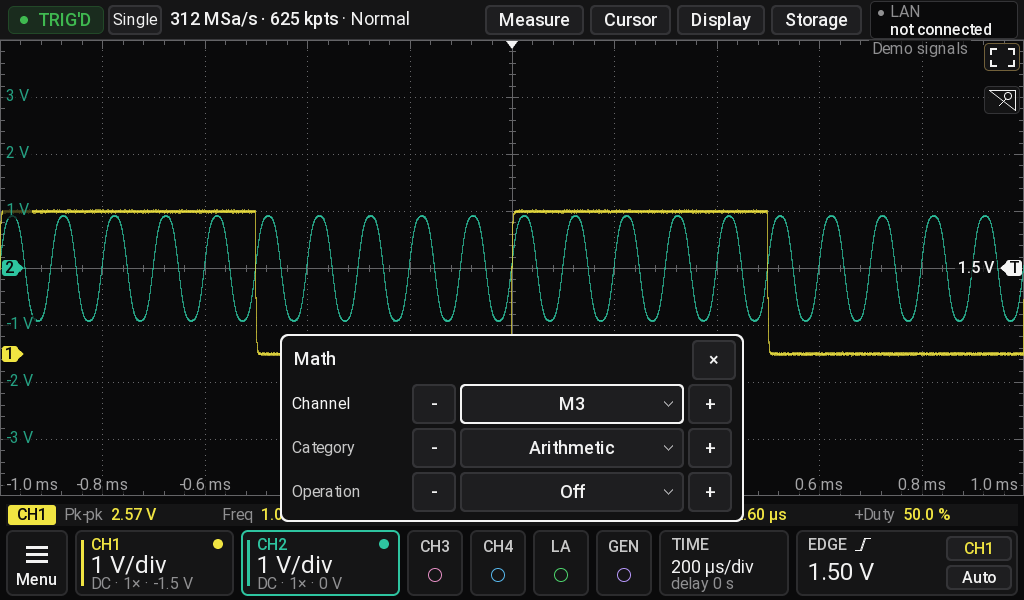 TRIG'D Single 312 MSa/s · 625 kpts · Normal Measure Cursor Display Storage LAN
not connected
Demo signals
3 V
2 V
1 V
2 1.5 V T
-1 V
1
-2 V
-3 V
Math ×
Channel - M3 +
Category - Arithmetic +
Operation - Off +
-1.0 ms -0.8 ms -0.6 ms 0.6 ms 0.8 ms 1.0 ms
CH1 Pk-pk 2.57 V Freq 1.0 .60 µs +Duty 50.0 %
Menu
CH1
1 V/div
DC · 1× · -1.5 V
CH2
1 V/div
DC · 1× · 0 V
CH3 CH4 LA GEN
TIME
200 µs/div
delay 0 s
EDGE CH1
1.50 V Auto